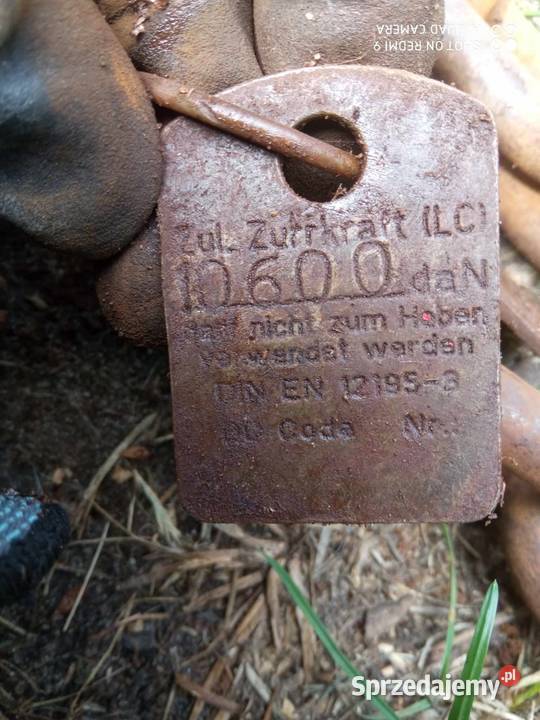 SHOT ON REDMI 9
AI QUAD CAMERA
Zul. Zurrkraft (LC)
10600 daN
darf nicht zum Heben
verwendet werden
DIN EN 12195-3
Code Nr.:
Sprzedajemy.pl